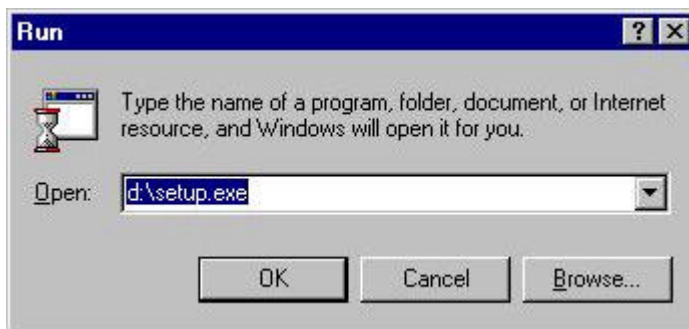 Run
Type the name of a program, folder, document, or Internet
resource, and Windows will open it for you.
Open: d:\setup.exe
OK Cancel Browse...